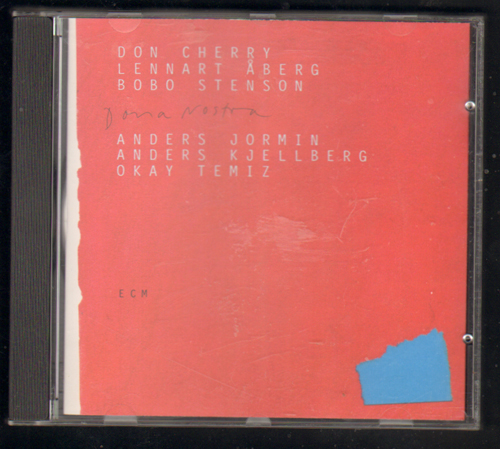 DON CHERRY
LENNART ÅBERG
BOBO STENSON
Dona Nostra
ANDERS JORMIN
ANDERS KJELLBERG
OKAY TEMIZ
ECM